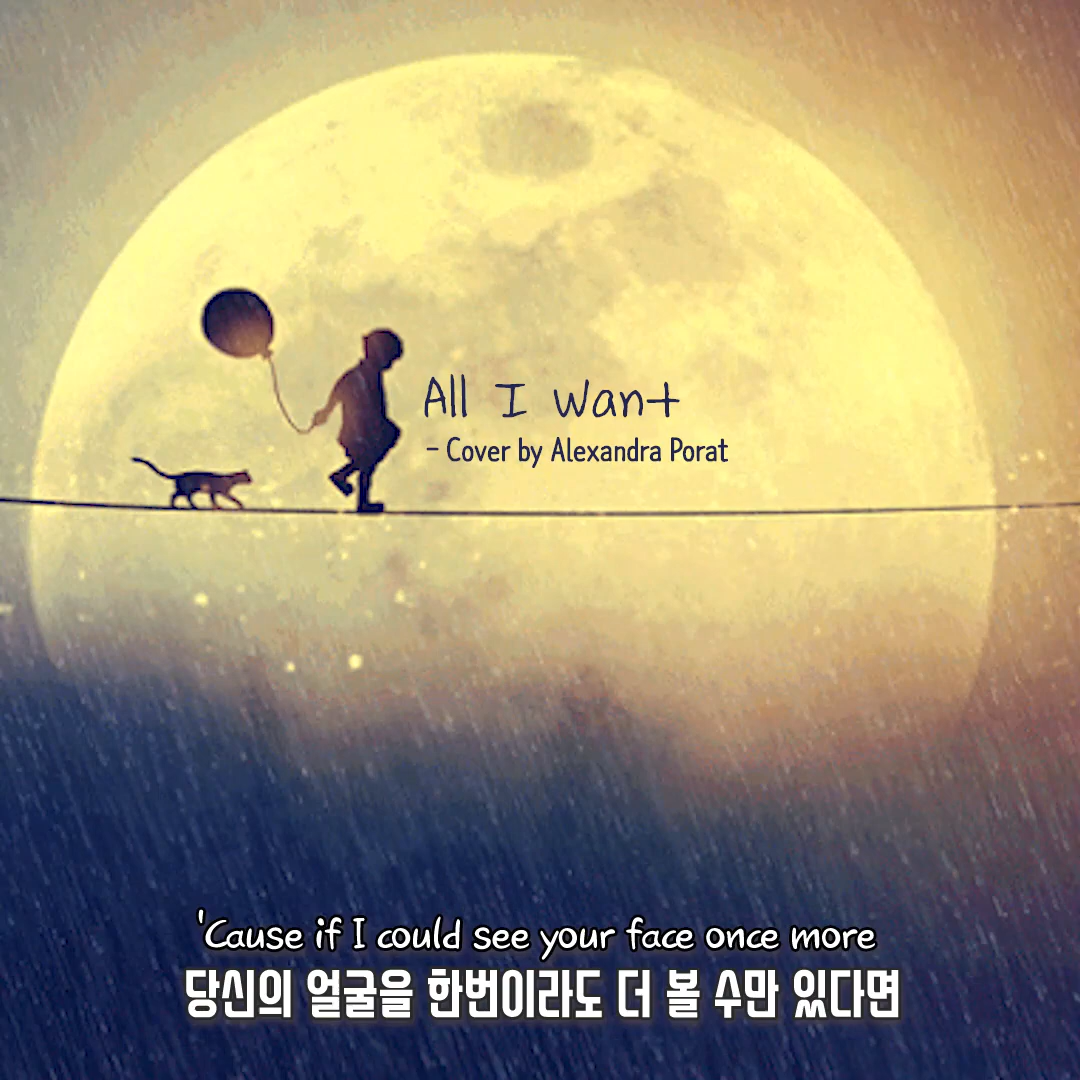 All I Want
- Cover by Alexandra Porat
'Cause if I could see your face once more
당신의 얼굴을 한번이라도 더 볼 수만 있다면